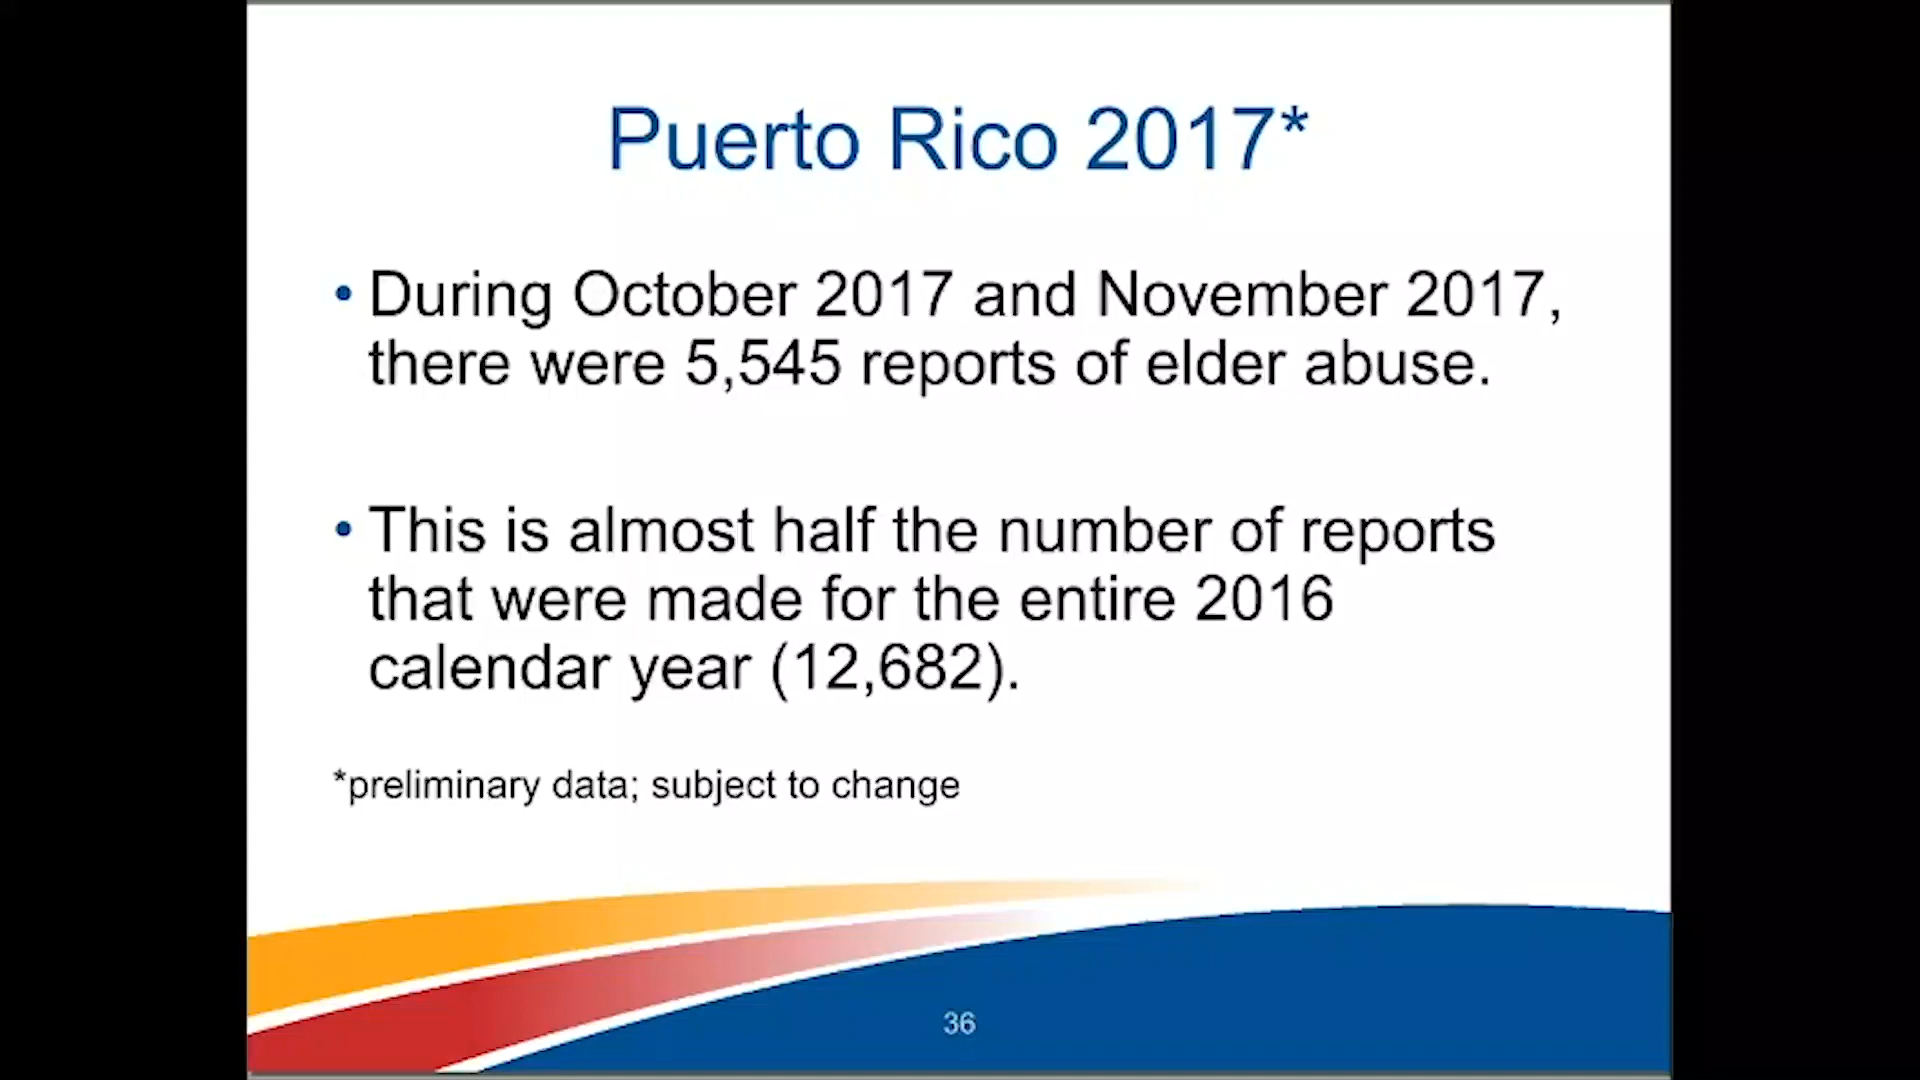 Puerto Rico 2017*
• During October 2017 and November 2017,
there were 5,545 reports of elder abuse.
• This is almost half the number of reports
that were made for the entire 2016
calendar year (12,682).
*preliminary data; subject to change
36